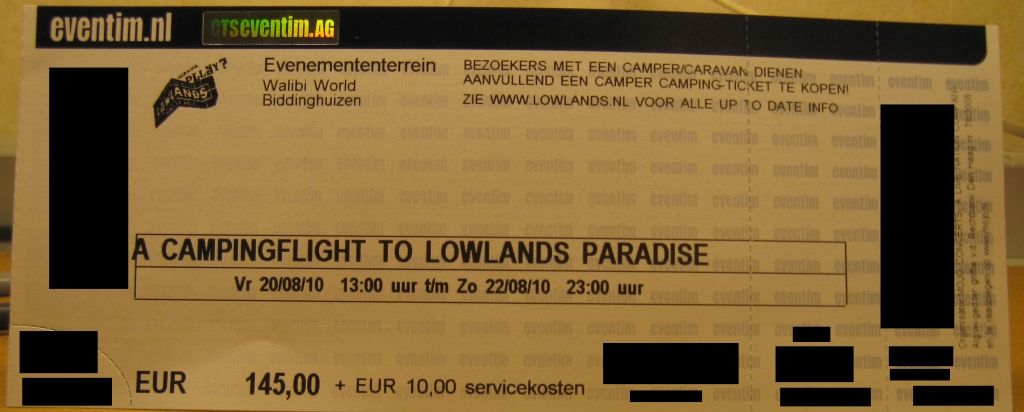 eventim.nl
CTSeventim.AG
LOWLANDS
Evenemententerrein
Walibi World
Biddinghuizen
BEZOEKERS MET EEN CAMPER/CARAVAN DIENEN
AANVULLEND EEN CAMPER CAMPING-TICKET TE KOPEN!
ZIE WWW.LOWLANDS.NL VOOR ALLE UP TO DATE INFO
A CAMPINGFLIGHT TO LOWLANDS PARADISE
Vr 20/08/10 13:00 uur t/m Zo 22/08/10 23:00 uur
EUR 145,00 + EUR 10,00 servicekosten